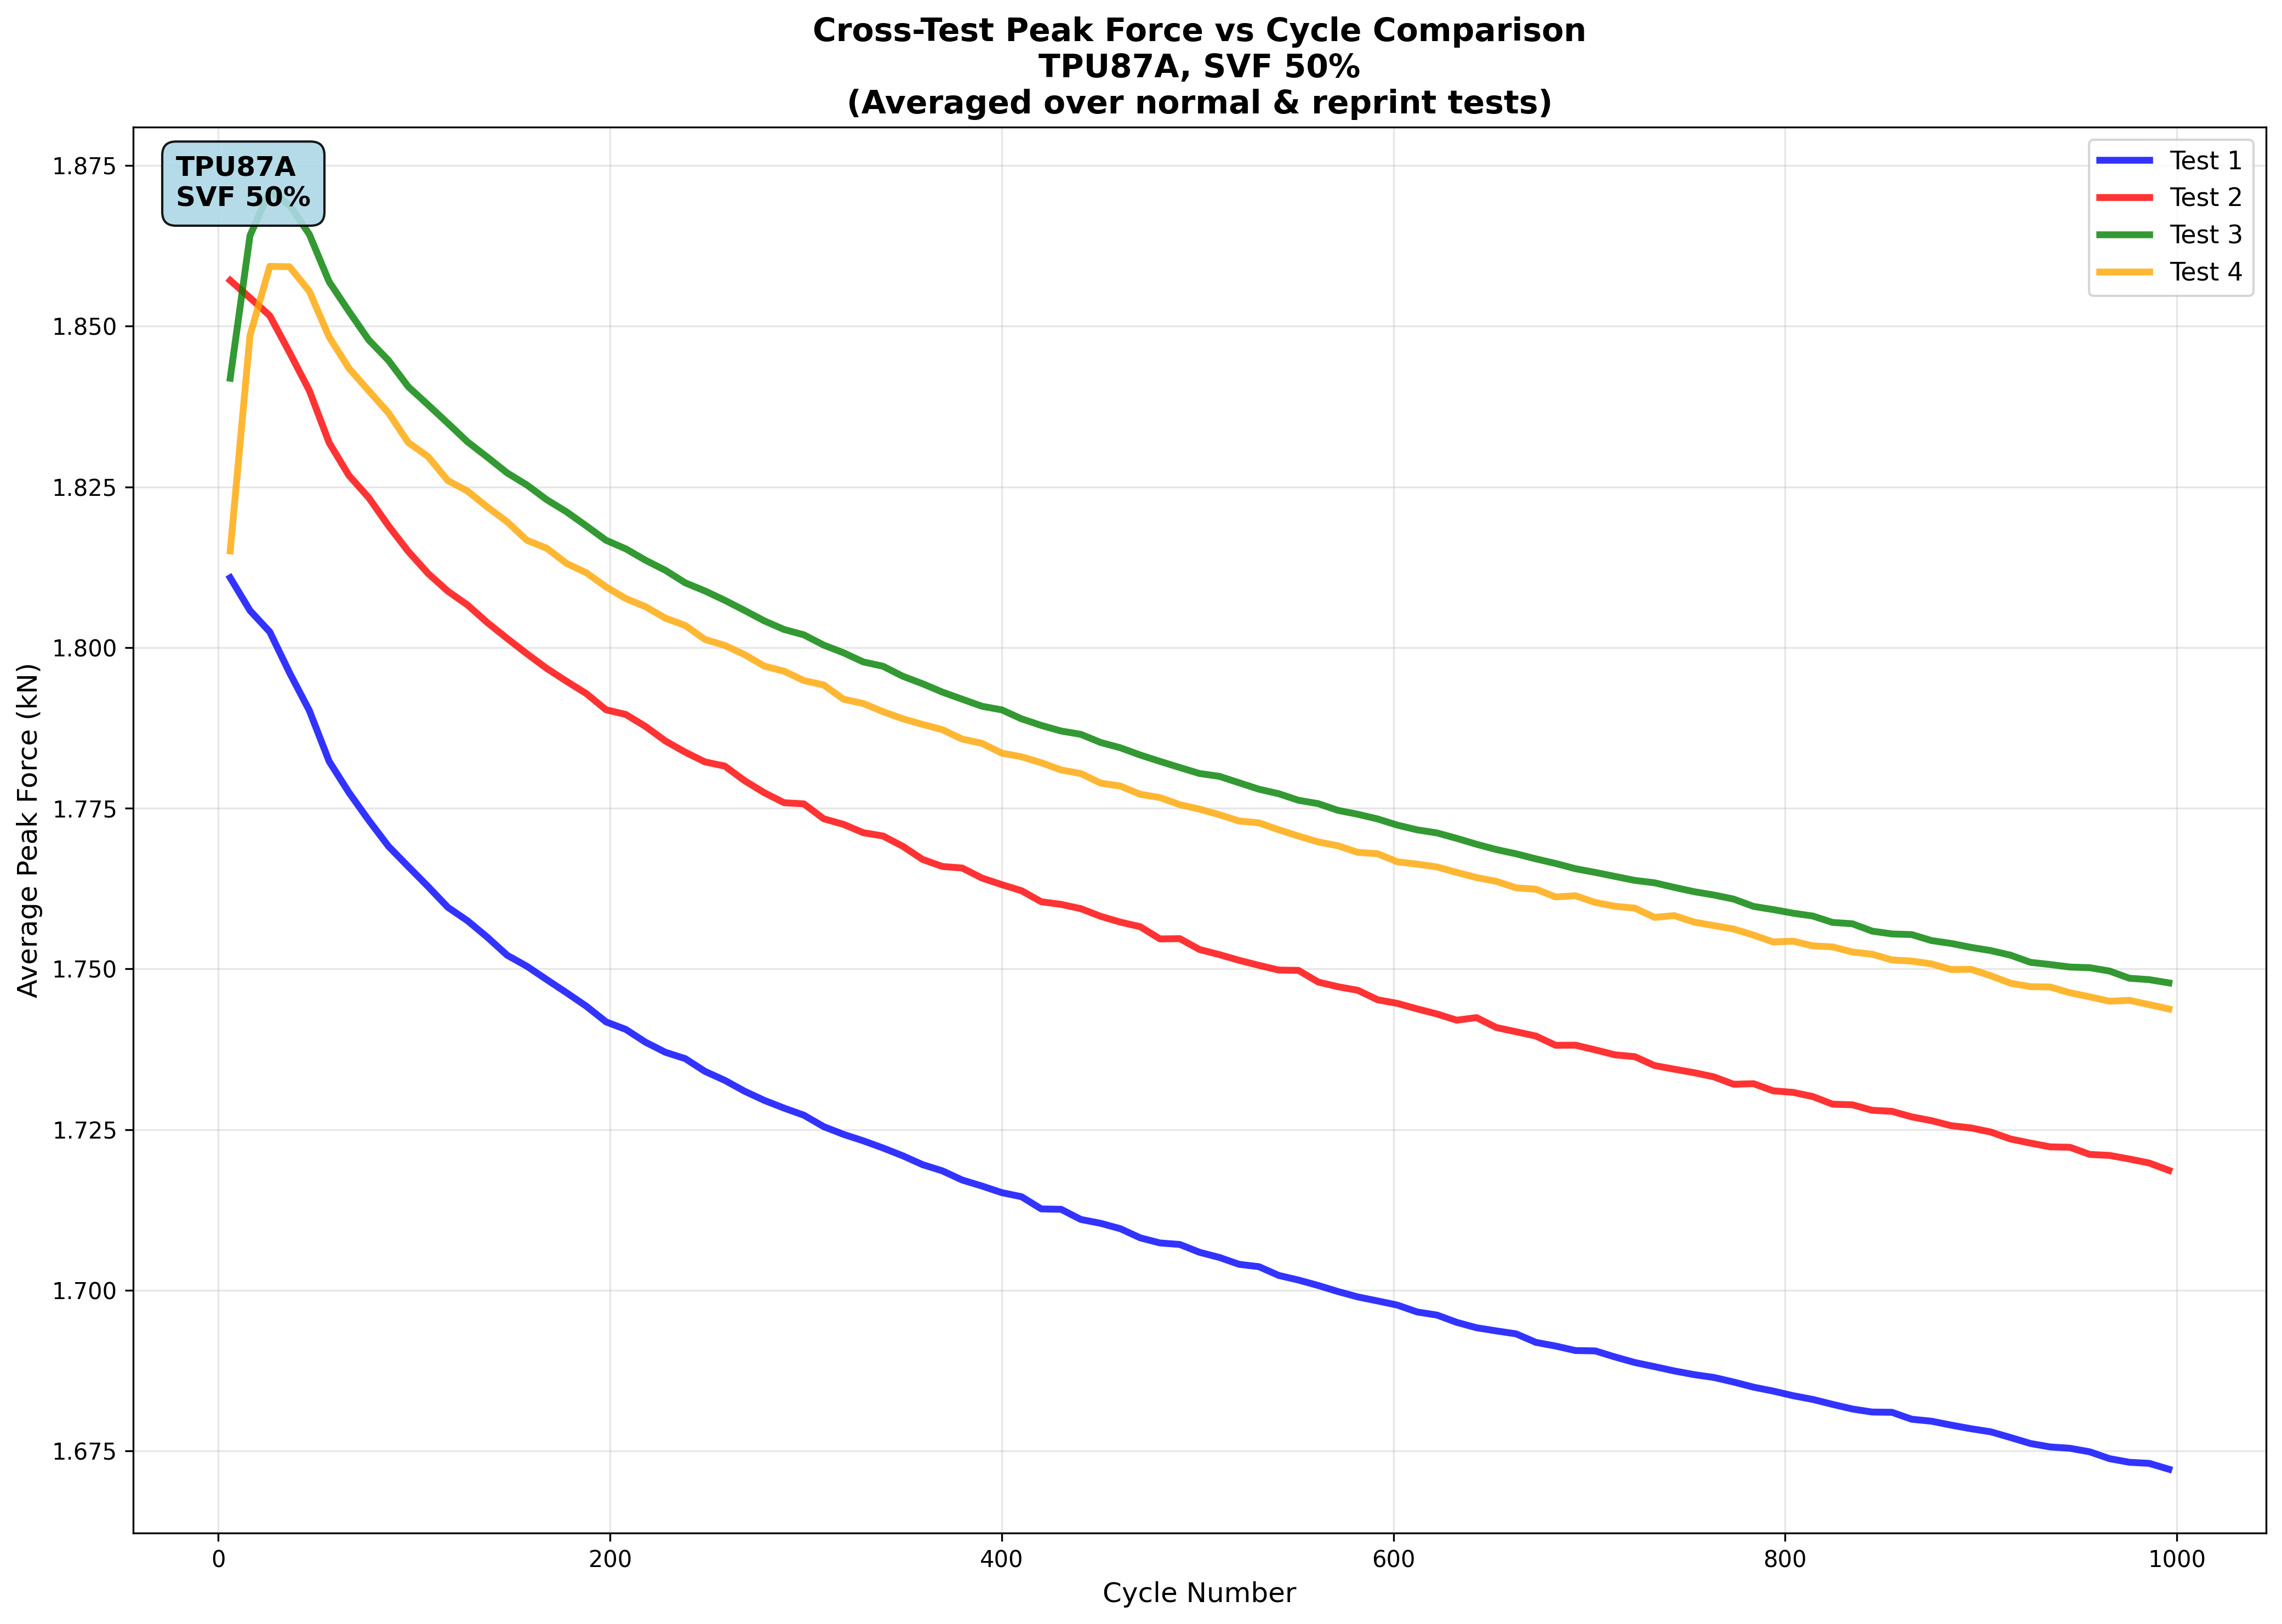 Cross-Test Peak Force vs Cycle Comparison
TPU87A, SVF 50%
(Averaged over normal & reprint tests)
TPU87A
SVF 50%
Test 1
Test 2
Test 3
Test 4
Average Peak Force (kN)
1.875
1.850
1.825
1.800
1.775
1.750
1.725
1.700
1.675
0
200
400
600
800
1000
Cycle Number